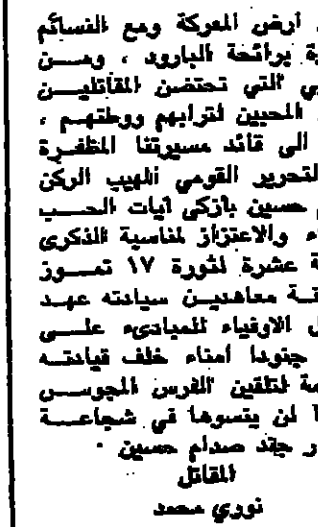 ارض المعركة ومع النسائم
برائحة البارود ، ومن
التي تحتضن المقاتلين
المحبين لترابهم ووطنهم ،
الى قائد مسيرتنا المظفرة
لتحرير القومي المهيب الركن
حسين بازكى آيات الحب
والاعتزاز لمناسبة الذكرى
عشرة لثورة ١٧ تموز
معاهدين سيادته عهد
الاوفياء للمبادىء على
جنودا امناء خلف قيادته
لتلقين الفرس المجوس
لن ينسوها في شجاعة
جند صدام حسين ٠
المقاتل
نوري محمد